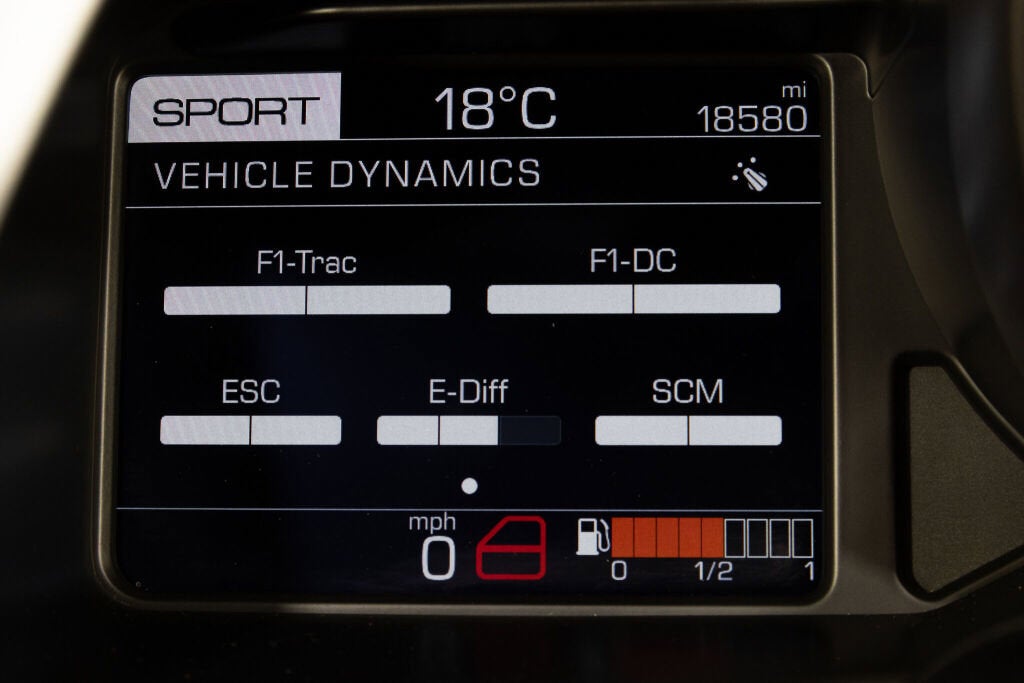 SPORT
18°C
mi
18580
VEHICLE DYNAMICS
F1-Trac
F1-DC
ESC
E-Diff
SCM
mph
0
0
1/2
1